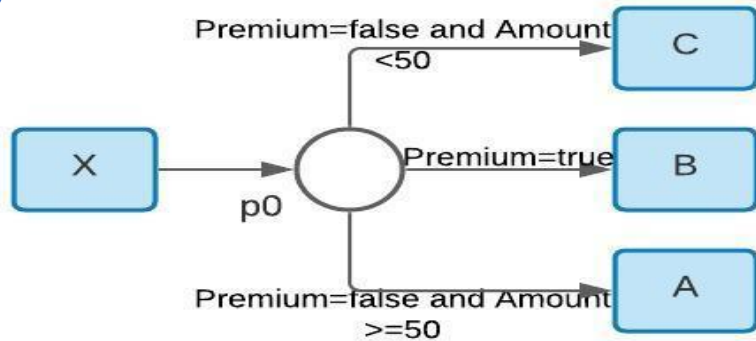 Premium=false and Amount
<50
C
X
Premium=true
B
p0
A
Premium=false and Amount
>=50